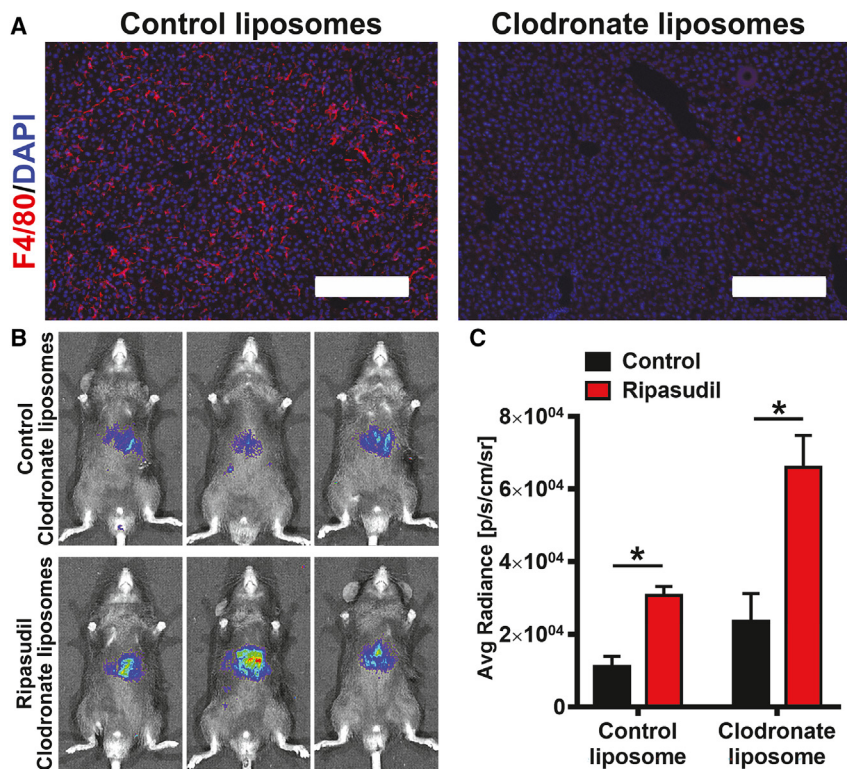 A
Control liposomes
Clodronate liposomes
F4/80/DAPI
B
Control
Clodronate liposomes
Ripasudil
Clodronate liposomes
C
Control
Ripasudil
Avg Radiance [p/s/cm/sr]
8×10⁰⁴
6×10⁰⁴
4×10⁰⁴
2×10⁰⁴
0
*
*
Control
liposome
Clodronate
liposome